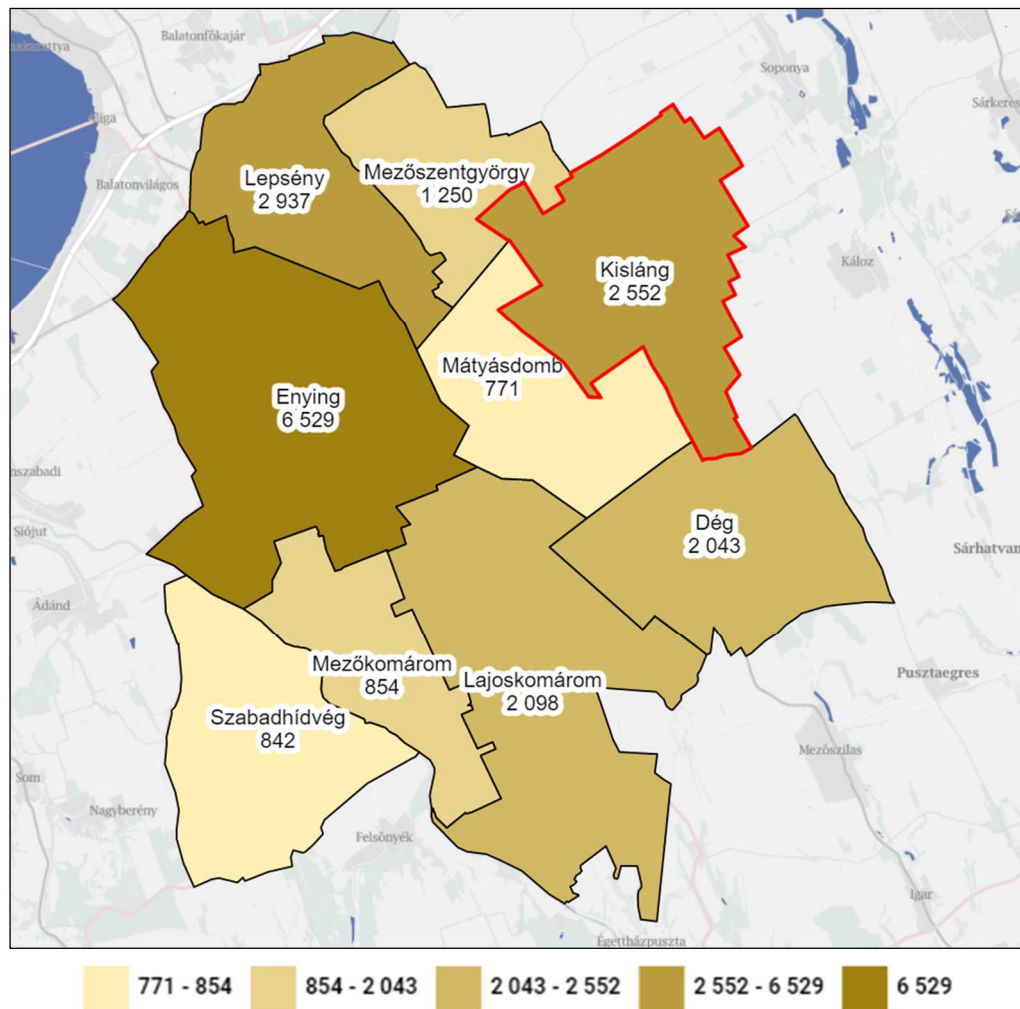 Balatonfőkajár
Soponya
Sárkeres
Aliga
Balatonvilágos
Lepsény
2 937
Mezőszentgyörgy
1 250
Kisláng
2 552
Káloz
Mátyásdomb
771
Enying
6 529
nszabadi
Siójut
Dég
2 043
Sárhatvan
Ádánd
Mezőkomárom
854
Lajoskomárom
2 098
Pusztaegres
Szabadhídvég
842
Mezőszilas
Som
Nagyberény
Felsőnyék
Igar
Égettházpuszta
771 - 854
854 - 2 043
2 043 - 2 552
2 552 - 6 529
6 529